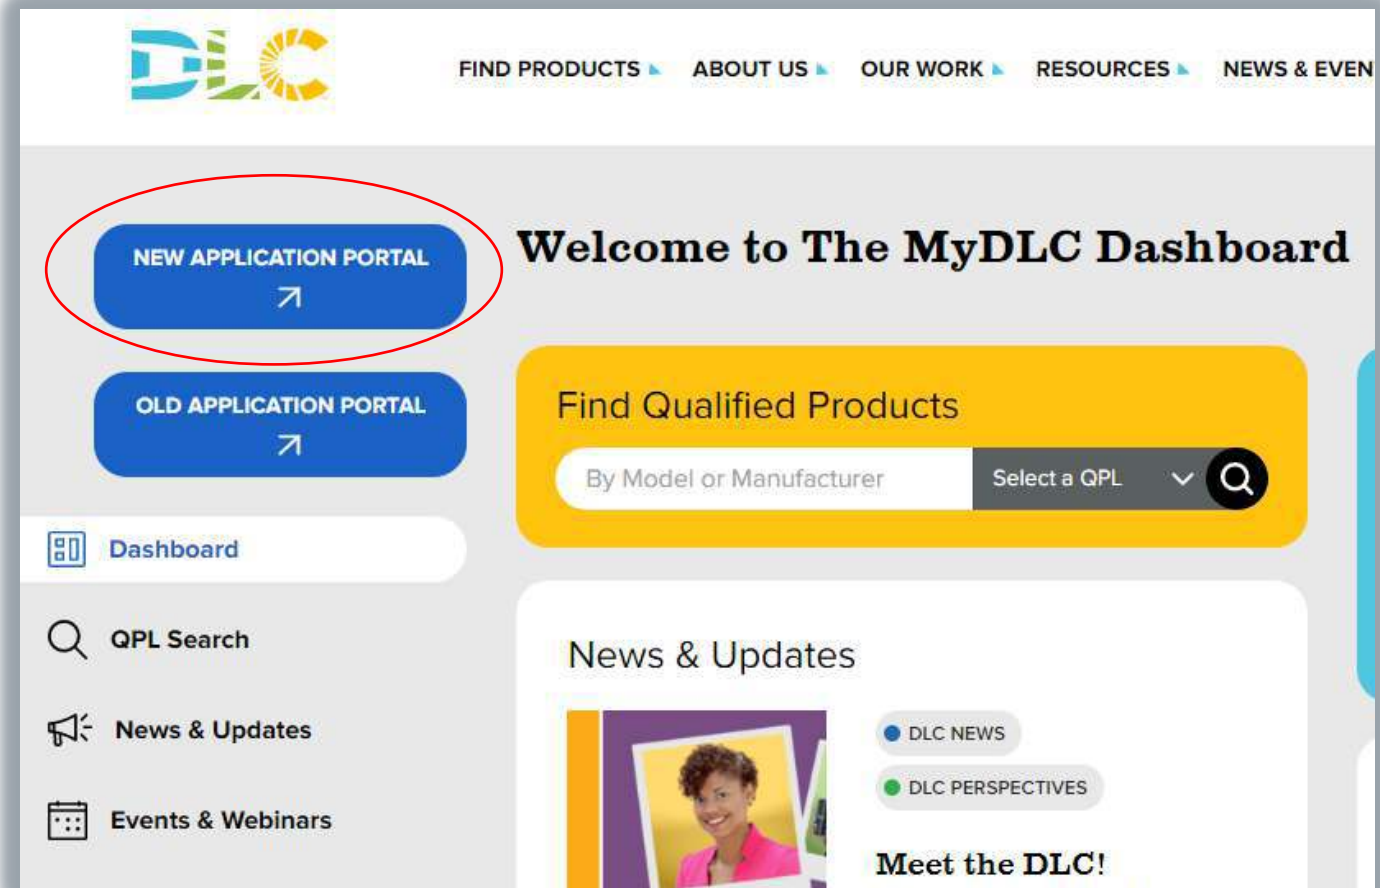 DLC
FIND PRODUCTS ABOUT US OUR WORK RESOURCES NEWS & EVEN
NEW APPLICATION PORTAL
Welcome to The MyDLC Dashboard
OLD APPLICATION PORTAL
Find Qualified Products
By Model or Manufacturer Select a QPL
Dashboard
QPL Search
News & Updates
Events & Webinars
News & Updates
DLC NEWS
DLC PERSPECTIVES
Meet the DLC!